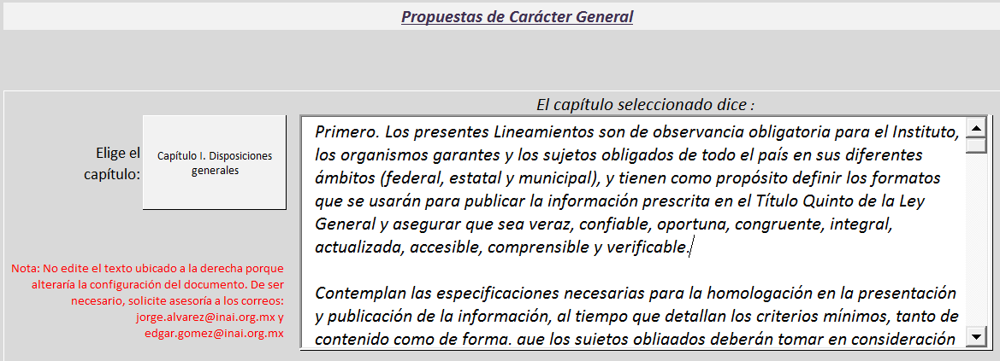 Propuestas de Carácter General
El capítulo seleccionado dice :
Elige el
capítulo:
Capítulo I. Disposiciones
generales
Nota: No edite el texto ubicado a la derecha porque
alteraría la configuración del documento. De ser
necesario, solicite asesoría a los correos:
jorge.alvarez@inai.org.mx y
edgar.gomez@inai.org.mx
Primero. Los presentes Lineamientos son de observancia obligatoria para el Instituto,
los organismos garantes y los sujetos obligados de todo el país en sus diferentes
ámbitos (federal, estatal y municipal), y tienen como propósito definir los formatos
que se usarán para publicar la información prescrita en el Título Quinto de la Ley
General y asegurar que sea veraz, confiable, oportuna, congruente, integral,
actualizada, accesible, comprensible y verificable.
Contemplan las especificaciones necesarias para la homologación en la presentación
y publicación de la información, al tiempo que detallan los criterios mínimos, tanto de
contenido como de forma, que los sujetos obligados deberán tomar en consideración